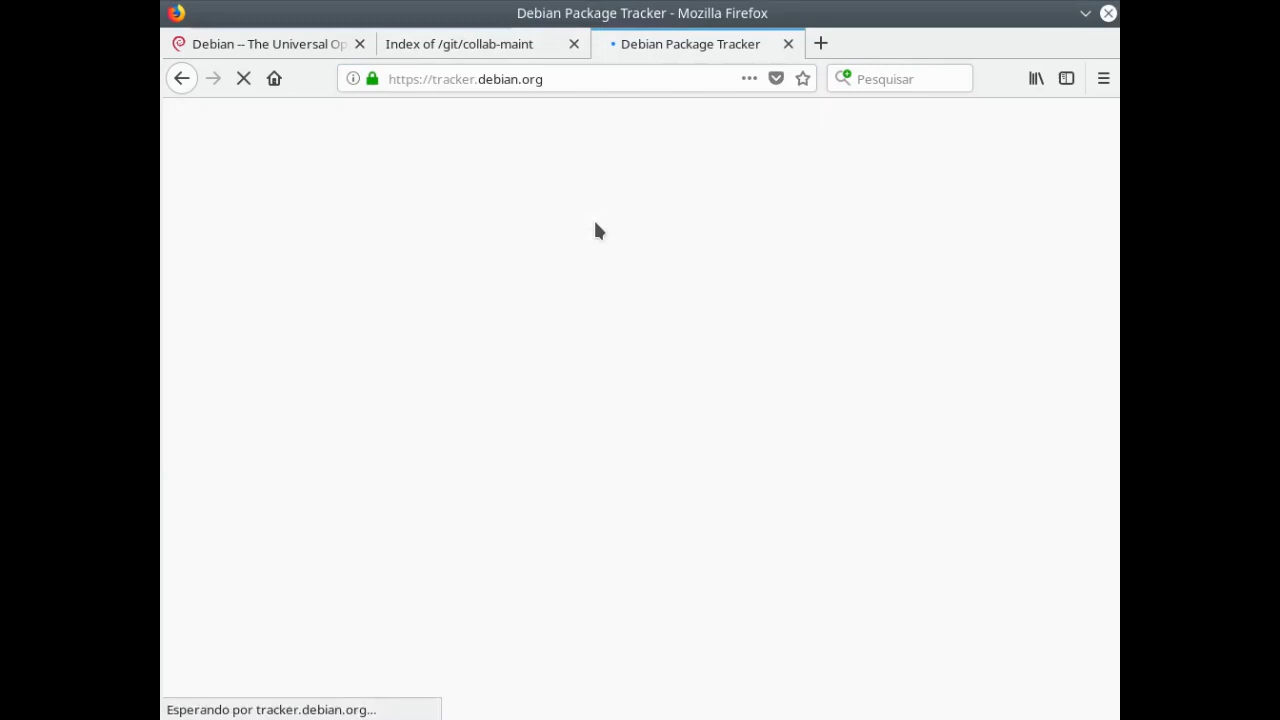 Debian Package Tracker - Mozilla Firefox
Debian -- The Universal Op
Index of /git/collab-maint
Debian Package Tracker
https://tracker.debian.org
Pesquisar
Esperando por tracker.debian.org...